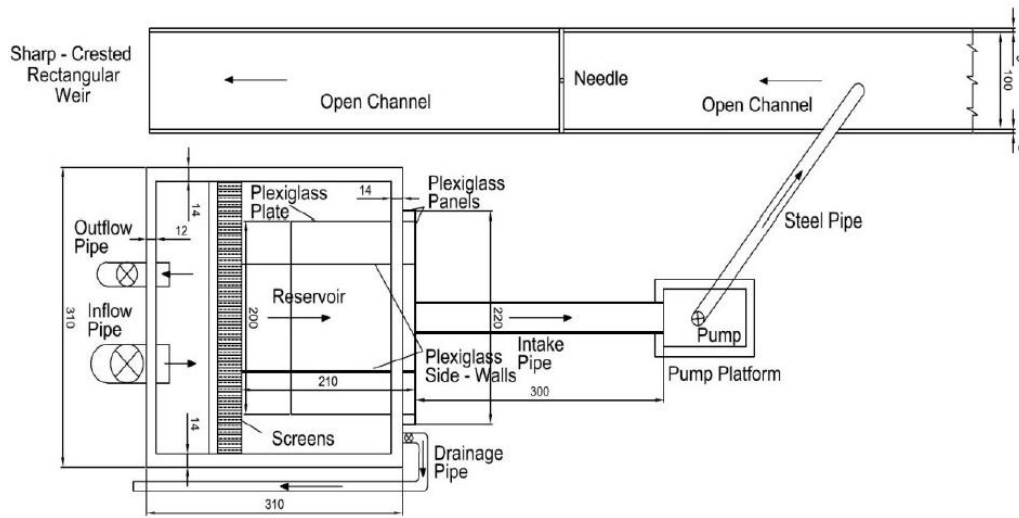 Sharp - Crested
Rectangular
Weir
Open Channel
Needle
Open Channel
100
Plexiglass
Plate
14
Plexiglass
Panels
14
Outflow
Pipe
12
Steel Pipe
310
Inflow
Pipe
Reservoir
200
220
Intake
Pipe
Pump
Plexiglass
Side - Walls
210
300
Pump Platform
14
Screens
Drainage
Pipe
310